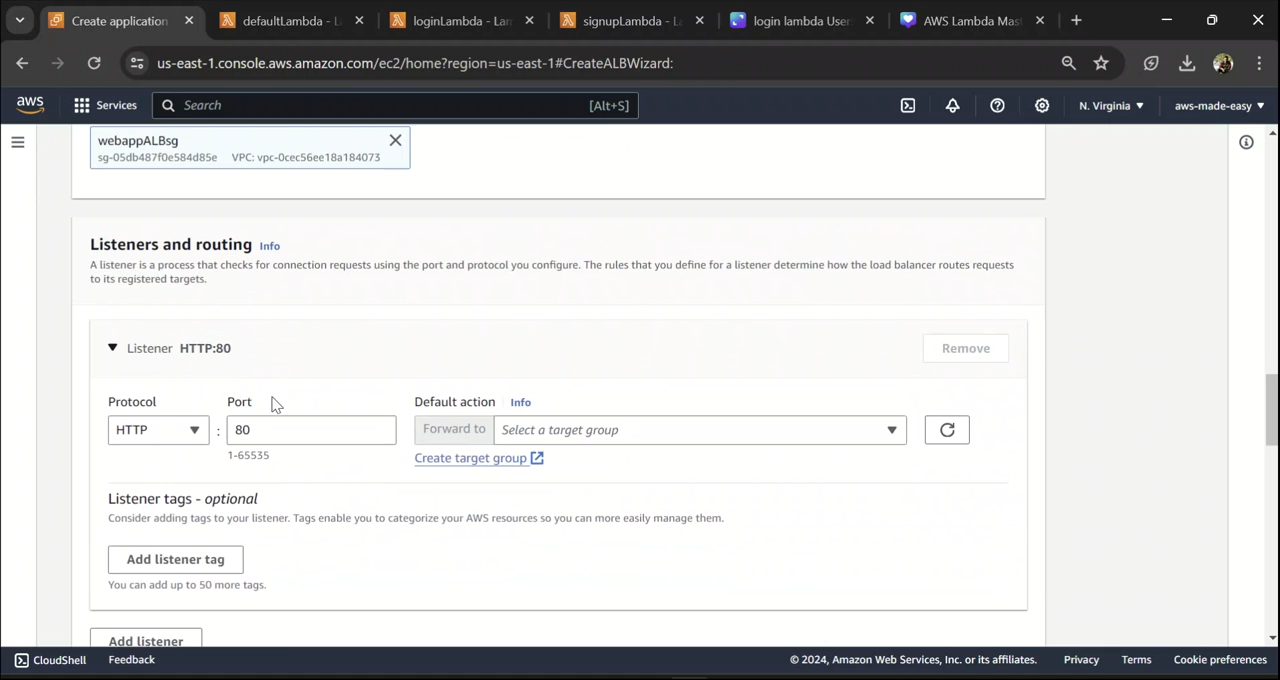 Create application
defaultLambda - L
loginLambda - Lam
signupLambda - La
login lambda User
AWS Lambda Mast
us-east-1.console.aws.amazon.com/ec2/home?region=us-east-1#CreateALBWizard:
aws
Services
Search
[Alt+S]
N. Virginia
aws-made-easy
webappALBsg
sg-05db487f0e584d85e VPC: vpc-0cec56ee18a184073
Listeners and routing Info
A listener is a process that checks for connection requests using the port and protocol you configure. The rules that you define for a listener determine how the load balancer routes requests
to its registered targets.
Listener HTTP:80
Remove
Protocol
Port
Default action Info
HTTP
:
80
Forward to
Select a target group
1-65535
Create target group
Listener tags - optional
Consider adding tags to your listener. Tags enable you to categorize your AWS resources so you can more easily manage them.
Add listener tag
You can add up to 50 more tags.
Add listener
CloudShell
Feedback
© 2024, Amazon Web Services, Inc. or its affiliates.
Privacy
Terms
Cookie preferences